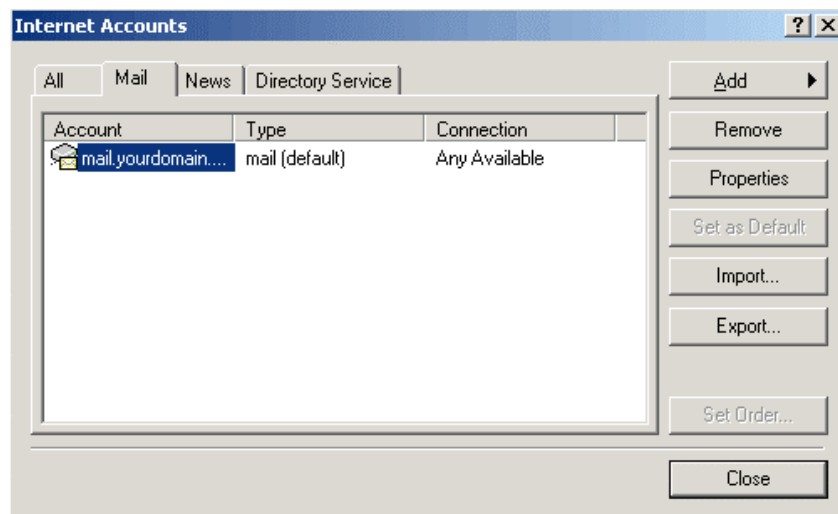 Internet Accounts
All Mail News Directory Service
Add
Remove
Properties
Set as Default
Import...
Export...
Set Order...
Close
Account Type Connection
mail.yourdomain.... mail (default) Any Available